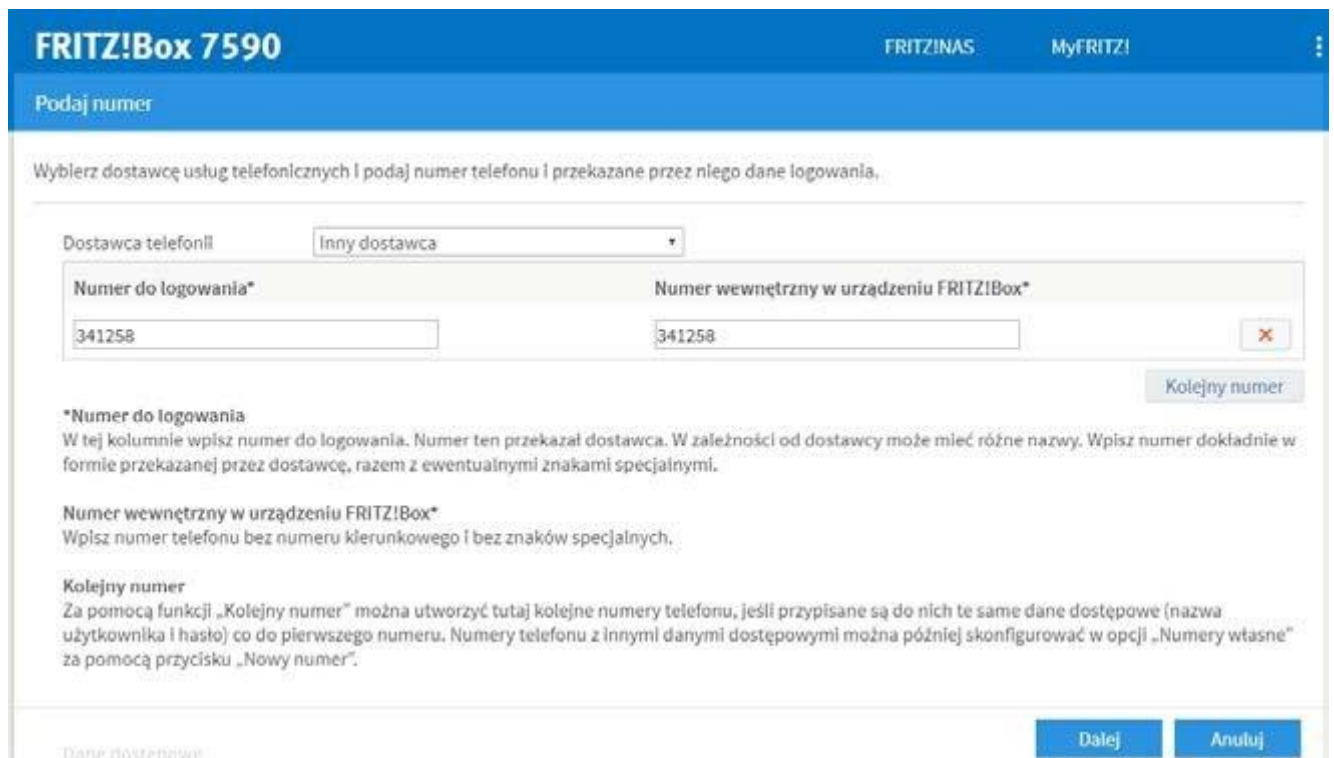 FRITZ!Box 7590
FRITZ!NAS MyFRITZ!
Podaj numer
Wybierz dostawcę usług telefonicznych i podaj numer telefonu i przekazane przez niego dane logowania.
Dostawca telefonii Inny dostawca
Numer do logowania* Numer wewnętrzny w urządzeniu FRITZ!Box*
341258 341258
Kolejny numer
*Numer do logowania
W tej kolumnie wpisz numer do logowania. Numer ten przekazał dostawca. W zależności od dostawcy może mieć różne nazwy. Wpisz numer dokładnie w
formie przekazanej przez dostawcę, razem z ewentualnymi znakami specjalnymi.
Numer wewnętrzny w urządzeniu FRITZ!Box*
Wpisz numer telefonu bez numeru kierunkowego i bez znaków specjalnych.
Kolejny numer
Za pomocą funkcji „Kolejny numer” można utworzyć tutaj kolejne numery telefonu, jeśli przypisane są do nich te same dane dostępowe (nazwa
użytkownika i hasło) co do pierwszego numeru. Numery telefonu z innymi danymi dostępowymi można później skonfigurować w opcji „Numery własne”
za pomocą przycisku „Nowy numer”.
Dane dostępowe
Dalej Anuluj